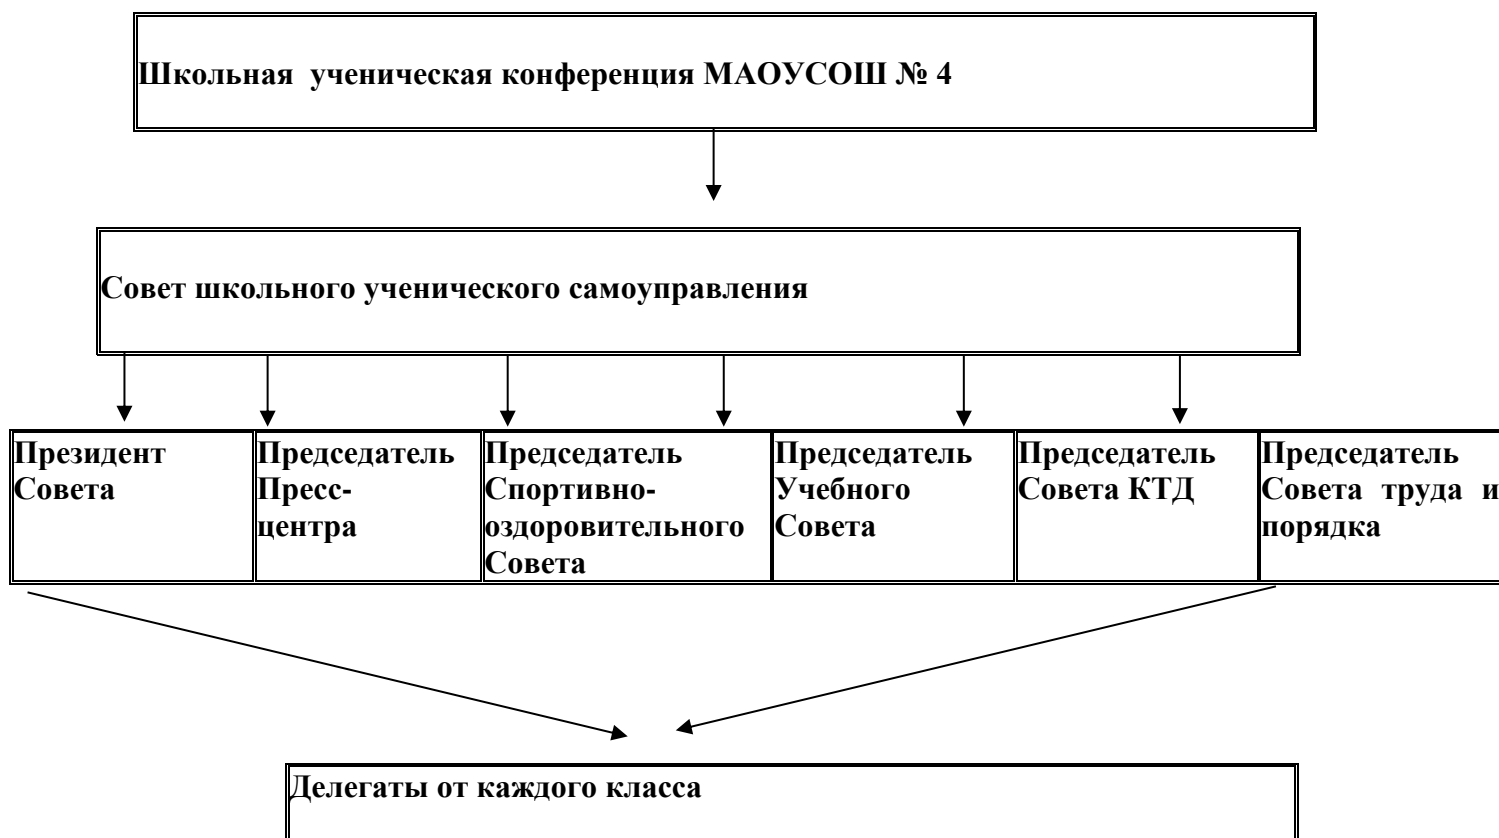 Школьная ученическая конференция МАОУСОШ № 4
Совет школьного ученического самоуправления
Президент
Совета
Председатель
Пресс-
центра
Председатель
Спортивно-
оздоровительного
Совета
Председатель
Учебного
Совета
Председатель
Совета КТД
Председатель
Совета труда и
порядка
Делегаты от каждого класса